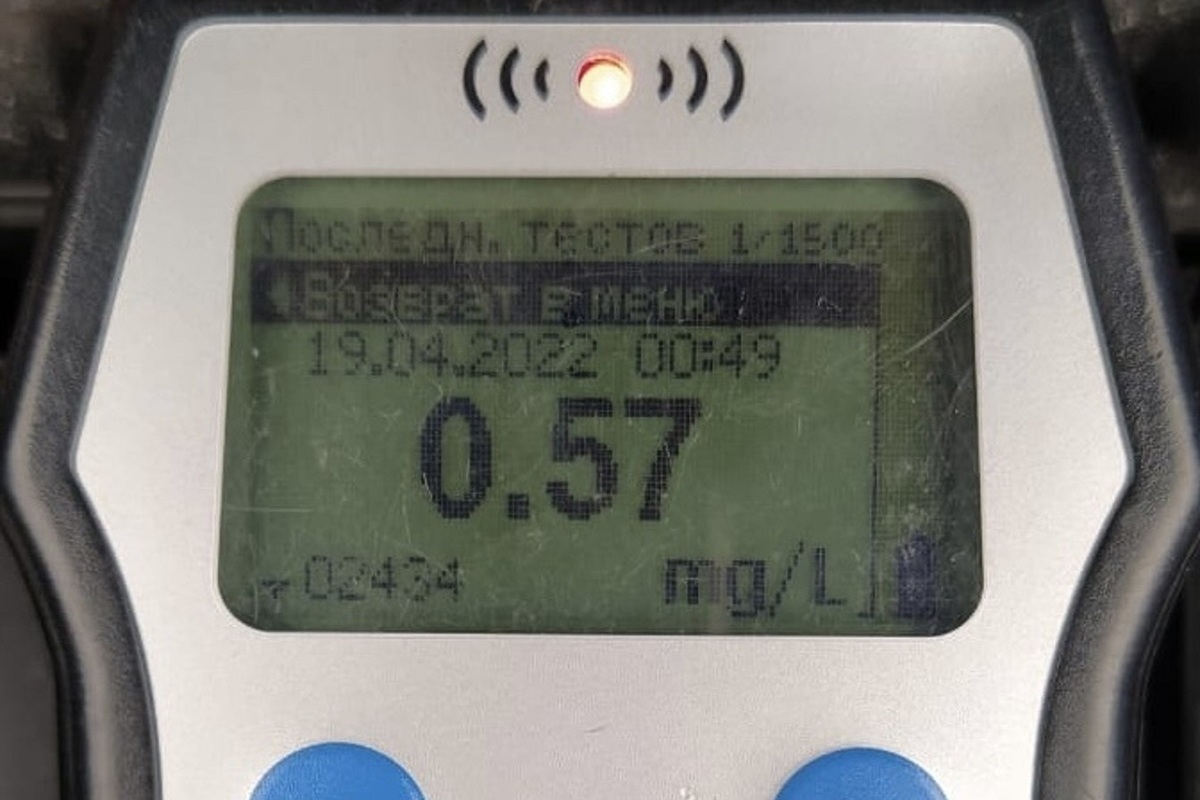 Последн. тестов 1/1500
Возврат в меню
19.04.2022 00:49
0.57
02434 mg/L